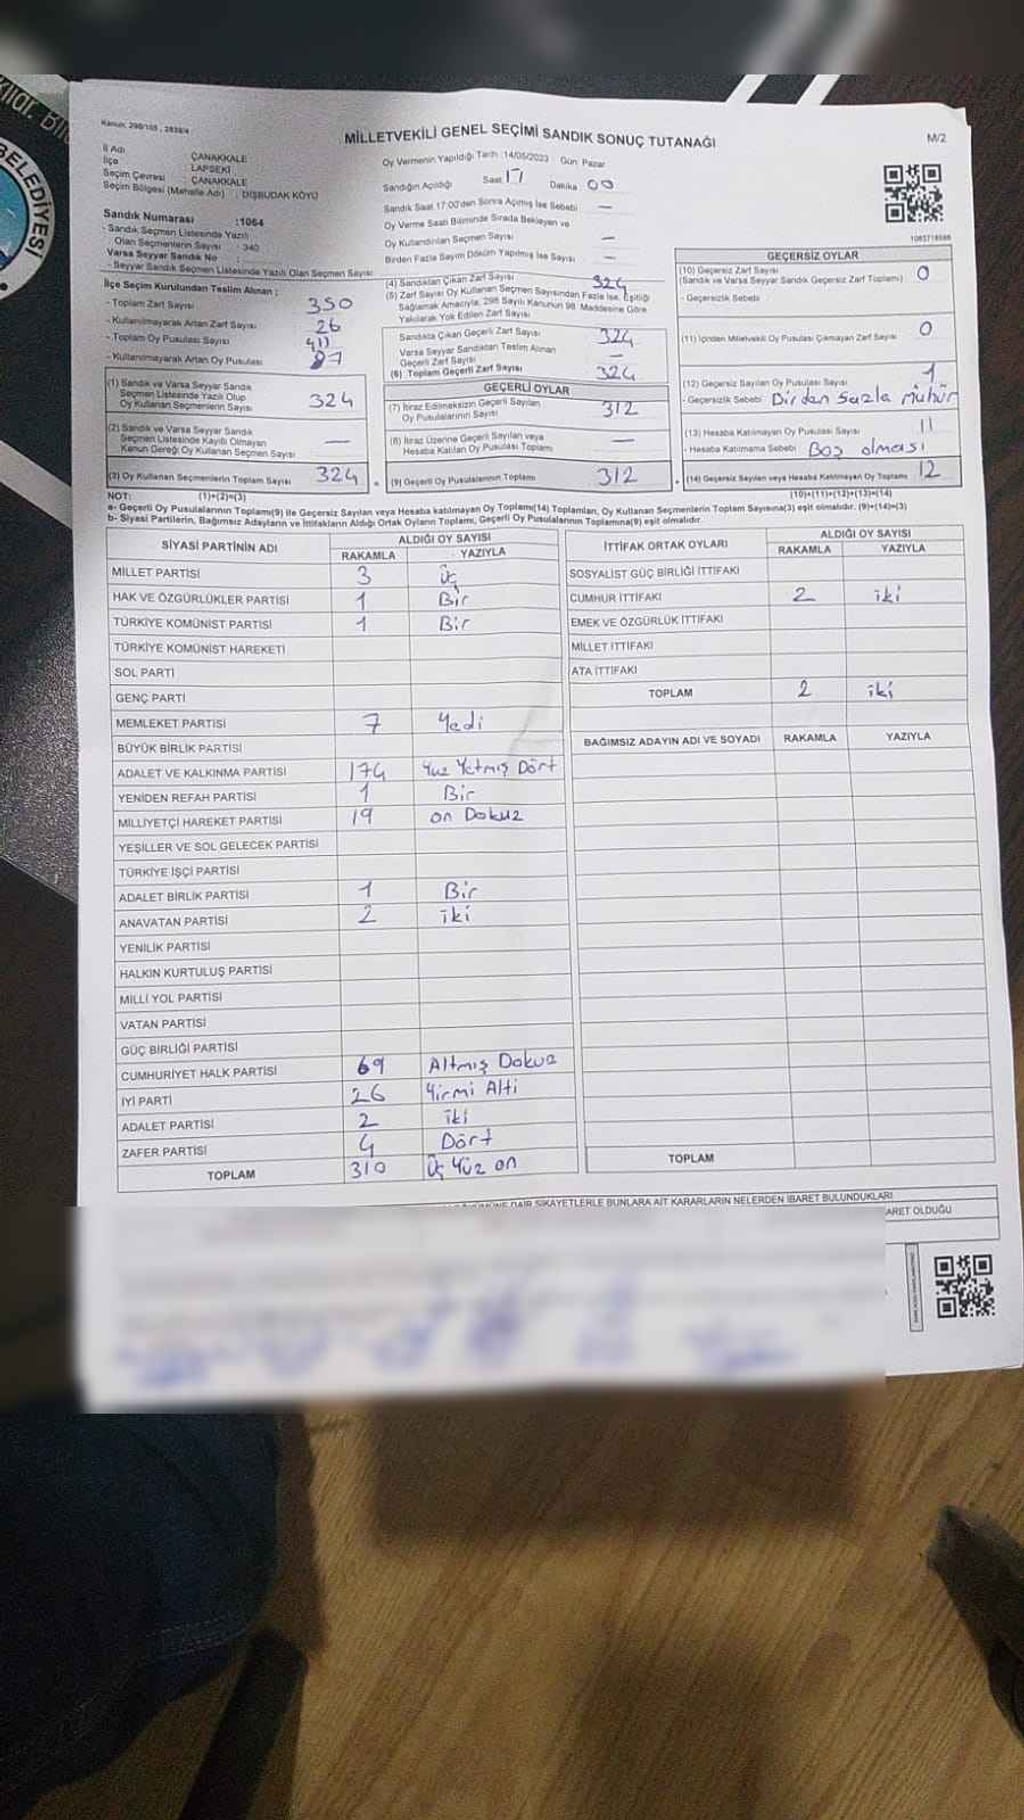 BELEDİYESİ
Kanun: 298/105 , 2839/4
MİLLETVEKİLİ GENEL SEÇİMİ SANDIK SONUÇ TUTANAĞI
M/2
İl Adı : ÇANAKKALE
İlçe : LAPSEKİ
Seçim Çevresi : ÇANAKKALE
Seçim Bölgesi (Mahalle Adı) : DIŞBUDAK KÖYÜ
Sandık Numarası :1064
- Sandık Seçmen Listesinde Yazılı
Olan Seçmenlerin Sayısı : 340
Varsa Seyyar Sandık No :
- Seyyar Sandık Seçmen Listesinde Yazılı Olan Seçmen Sayısı:
Oy Vermenin Yapıldığı Tarih :14/05/2023 Gün: Pazar
Sandığın Açıldığı Saat 17 Dakika 00
Sandık Saat 17:00'den Sonra Açılmış İse Sebebi —
Oy Verme Saati Bitiminde Sırada Bekleyen ve
Oy Kullandırılan Seçmen Sayısı —
Birden Fazla Sayım Döküm Yapılmış İse Sayısı —
1063718566
İlçe Seçim Kurulundan Teslim Alınan :
- Toplam Zarf Sayısı 350
- Kullanılmayarak Artan Zarf Sayısı 26
- Toplam Oy Pusulası Sayısı 411
- Kullanılmayarak Artan Oy Pusulası 87
(1) Sandık ve Varsa Seyyar Sandık
Seçmen Listesinde Yazılı Olup
Oy Kullanan Seçmenlerin Sayısı 324
(2) Sandık ve Varsa Seyyar Sandık
Seçmen Listesinde Kayıtlı Olmayan
Kanun Gereği Oy Kullanan Seçmen Sayısı —
(3) Oy Kullanan Seçmenlerin Toplam Sayısı 324
(4) Sandıktan Çıkan Zarf Sayısı 324
(5) Zarf Sayısı Oy Kullanan Seçmen Sayısından Fazla İse, Eşitliği
Sağlamak Amacıyla, 298 Sayılı Kanunun 98. Maddesine Göre
Yakılarak Yok Edilen Zarf Sayısı
Sandıkta Çıkan Geçerli Zarf Sayısı 324
Varsa Seyyar Sandıktan Teslim Alınan
Geçerli Zarf Sayısı —
(6) Toplam Geçerli Zarf Sayısı 324
GEÇERLİ OYLAR
(7) İtiraz Edilmeksizin Geçerli Sayılan
Oy Pusulalarının Sayısı 312
(8) İtiraz Üzerine Geçerli Sayılan veya
Hesaba Katılan Oy Pusulası Toplamı —
(9) Geçerli Oy Pusulalarının Toplamı 312
GEÇERSİZ OYLAR
(10) Geçersiz Zarf Sayısı
(Sandık ve Varsa Seyyar Sandık Geçersiz Zarf Toplamı) 0
- Geçersizlik Sebebi
(11) İçinden Milletvekili Oy Pusulası Çıkmayan Zarf Sayısı 0
(12) Geçersiz Sayılan Oy Pusulası Sayısı 1
- Geçersizlik Sebebi Birden fazla mühür
(13) Hesaba Katılmayan Oy Pusulası Sayısı 11
- Hesaba Katılmama Sebebi Boş olması
(14) Geçersiz Sayılan veya Hesaba Katılmayan Oy Toplamı 12
NOT: (1)+(2)=(3)
(10)+(11)+(12)+(13)=(14)
a- Geçerli Oy Pusulasının Toplamı(9) ile Geçersiz Sayılan veya Hesaba katılmayan Oy Toplamı(14) Toplamları, Oy Kullanan Seçmenlerin Toplam Sayısına(3) eşit olmalıdır. (9)+(14)=(3)
b- Siyasi Partilerin, Bağımsız Adayların ve İttifakların Aldığı Ortak Oyların Toplamı, Geçerli Oy Pusulalarının Toplamına(9) eşit olmalıdır.
SİYASİ PARTİNİN ADI ALDIĞI OY SAYISI
RAKAMLA YAZIYLA
MİLLET PARTİSİ 3 Üç
HAK VE ÖZGÜRLÜKLER PARTİSİ 1 Bir
TÜRKİYE KOMÜNİST PARTİSİ 1 Bir
TÜRKİYE KOMÜNİST HAREKETİ
SOL PARTİ
GENÇ PARTİ
MEMLEKET PARTİSİ 7 Yedi
BÜYÜK BİRLİK PARTİSİ
ADALET VE KALKINMA PARTİSİ 174 Yüz Yetmiş Dört
YENİDEN REFAH PARTİSİ 1 Bir
MİLLİYETÇİ HAREKET PARTİSİ 19 on Dokuz
YEŞİLLER VE SOL GELECEK PARTİSİ
TÜRKİYE İŞÇİ PARTİSİ
ADALET BİRLİK PARTİSİ 1 Bir
ANAVATAN PARTİSİ 2 iki
YENİLİK PARTİSİ
HALKIN KURTULUŞ PARTİSİ
MİLLİ YOL PARTİSİ
VATAN PARTİSİ
GÜÇ BİRLİĞİ PARTİSİ
CUMHURİYET HALK PARTİSİ 69 Altmış Dokuz
İYİ PARTİ 26 Yirmi Alti
ADALET PARTİSİ 2 iki
ZAFER PARTİSİ 4 Dört
TOPLAM 310 Üç Yüz on
İTTİFAK ORTAK OYLARI ALDIĞI OY SAYISI
RAKAMLA YAZIYLA
SOSYALİST GÜÇ BİRLİĞİ İTTİFAKI
CUMHUR İTTİFAKI 2 iki
EMEK VE ÖZGÜRLÜK İTTİFAKI
MİLLET İTTİFAKI
ATA İTTİFAKI
TOPLAM 2 iki
BAĞIMSIZ ADAYIN ADI VE SOYADI RAKAMLA YAZIYLA
TOPLAM
DAİR ŞİKAYETLERLE BUNLARA AİT KARARLARIN NELERDEN İBARET BULUNDUKLARI
ARET OLDUĞU